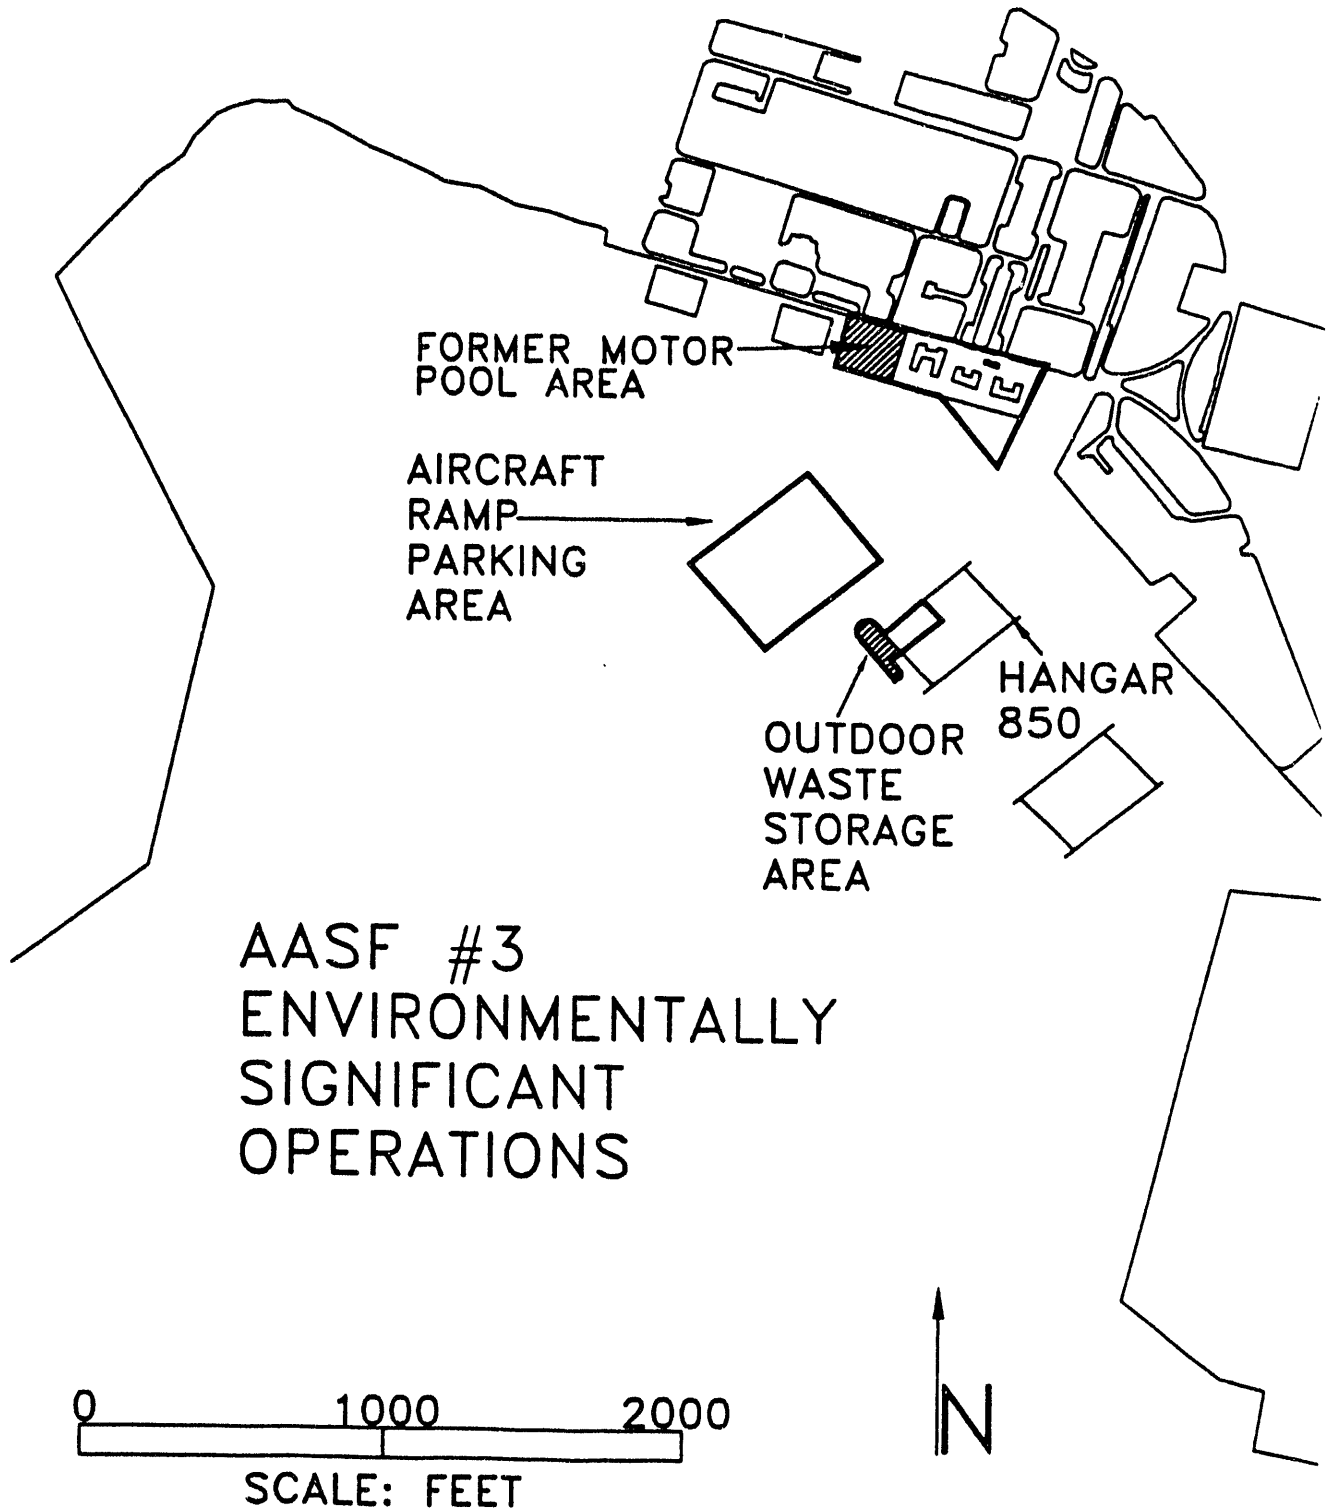 FORMER MOTOR
POOL AREA
AIRCRAFT
RAMP
PARKING
AREA
HANGAR
850
OUTDOOR
WASTE
STORAGE
AREA
AASF #3
ENVIRONMENTALLY
SIGNIFICANT
OPERATIONS
0 1000 2000
SCALE: FEET
N